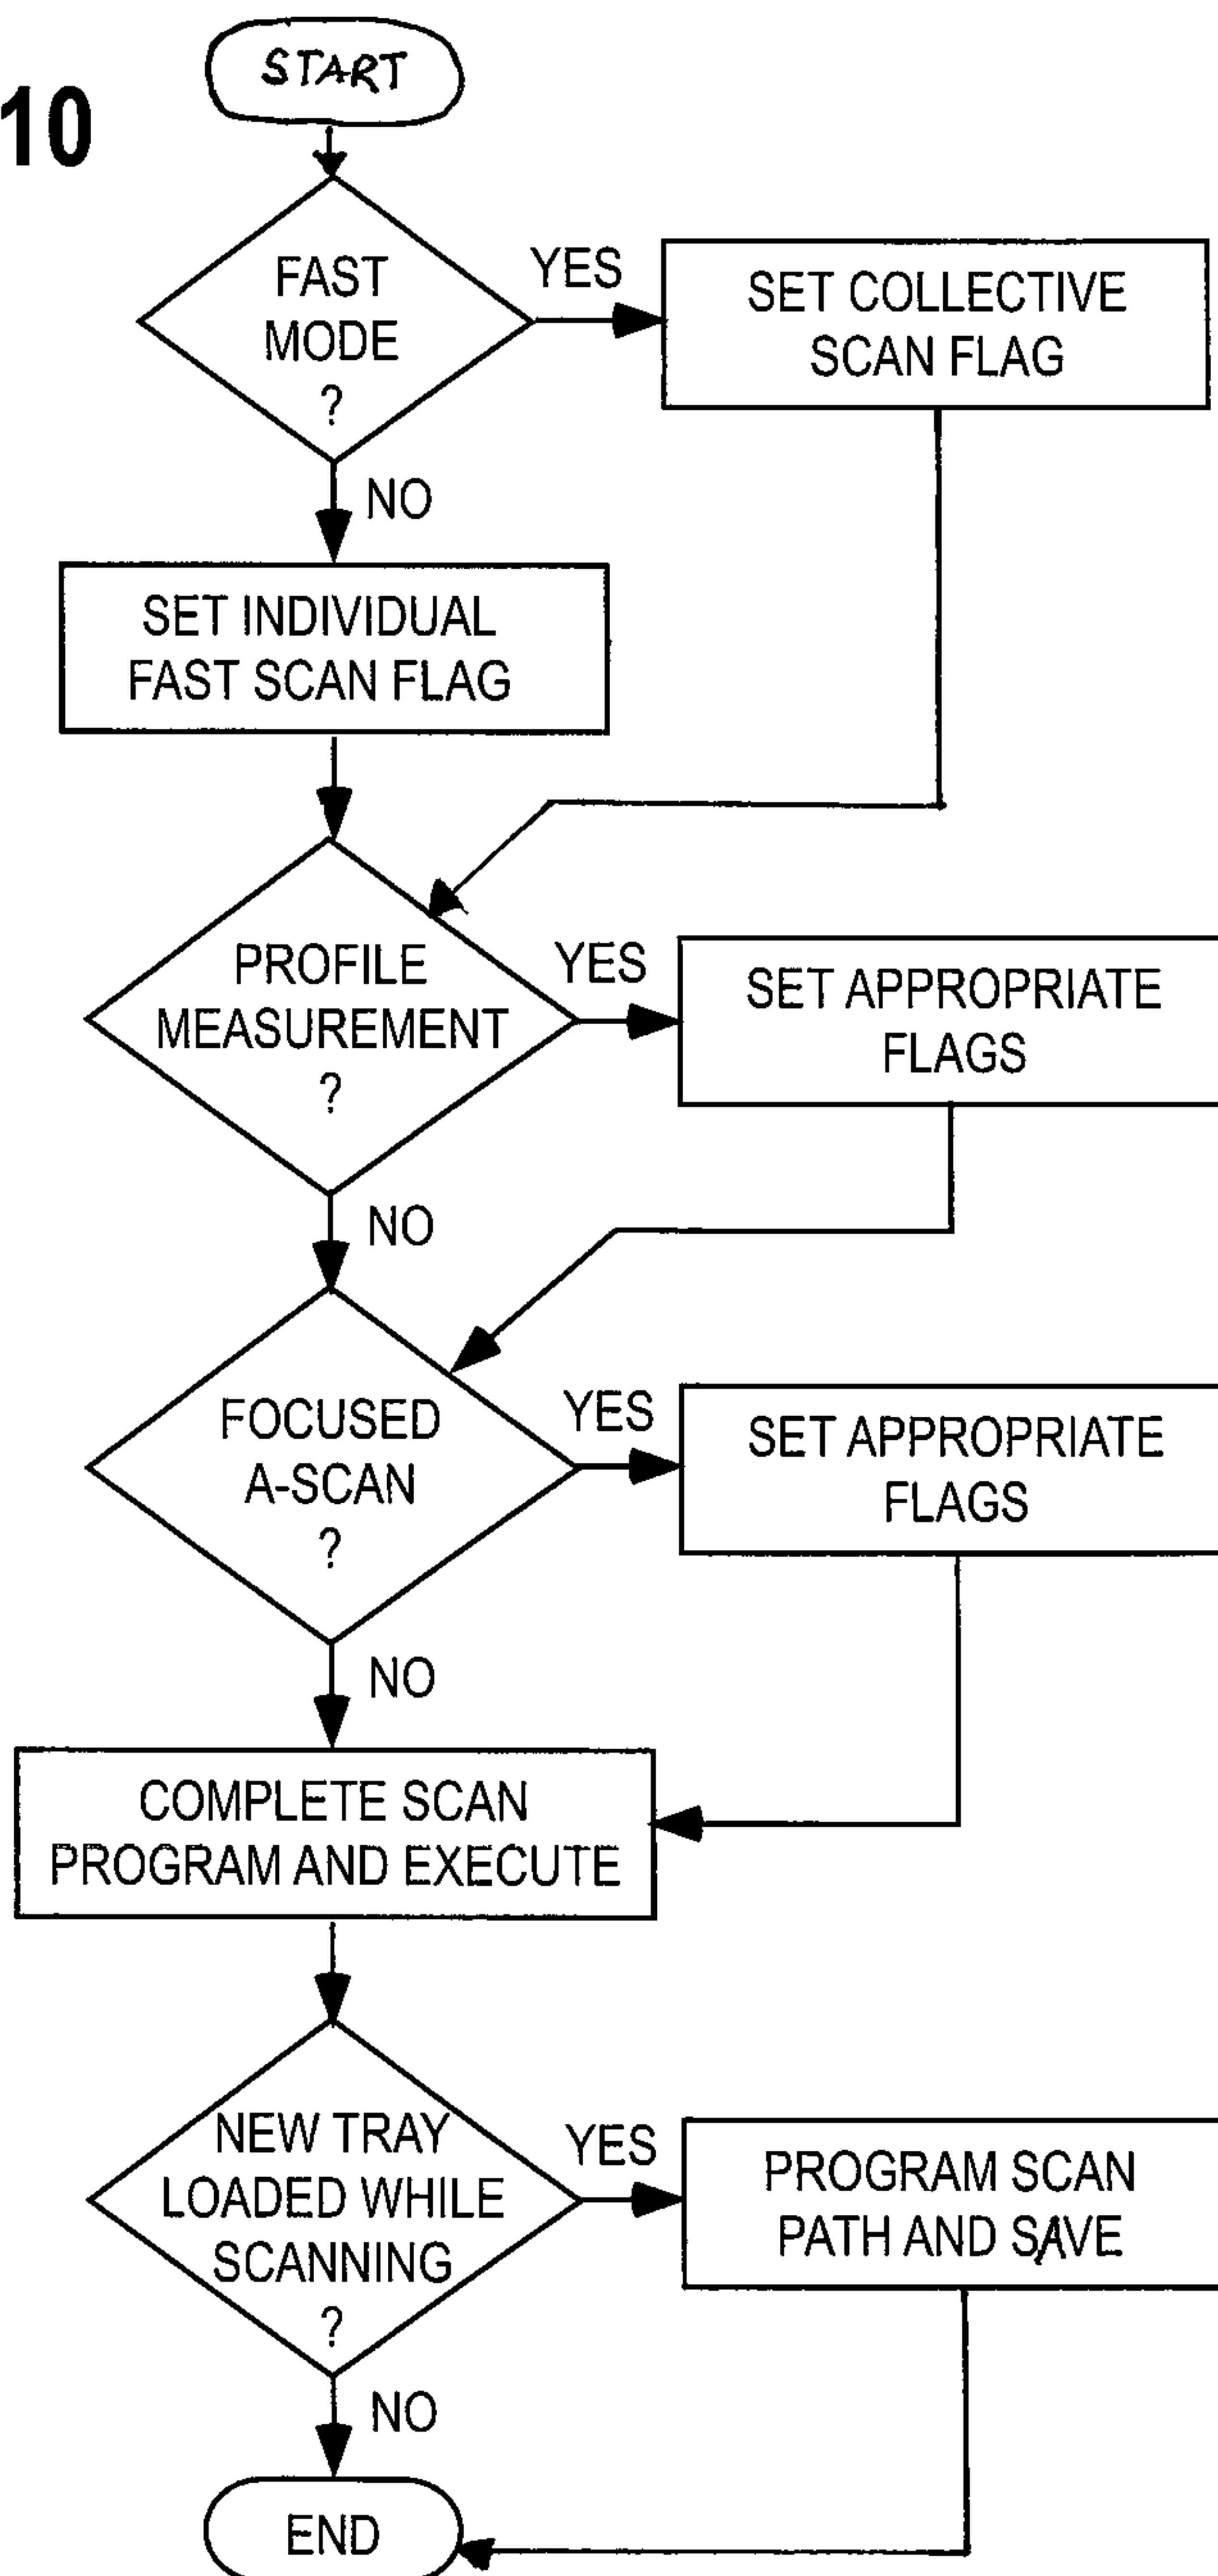 10
START
FAST
MODE
?
YES
SET COLLECTIVE
SCAN FLAG
NO
SET INDIVIDUAL
FAST SCAN FLAG
PROFILE
MEASUREMENT
?
YES
SET APPROPRIATE
FLAGS
NO
FOCUSED
A-SCAN
?
YES
SET APPROPRIATE
FLAGS
NO
COMPLETE SCAN
PROGRAM AND EXECUTE
NEW TRAY
LOADED WHILE
SCANNING
?
YES
PROGRAM SCAN
PATH AND SAVE
NO
END